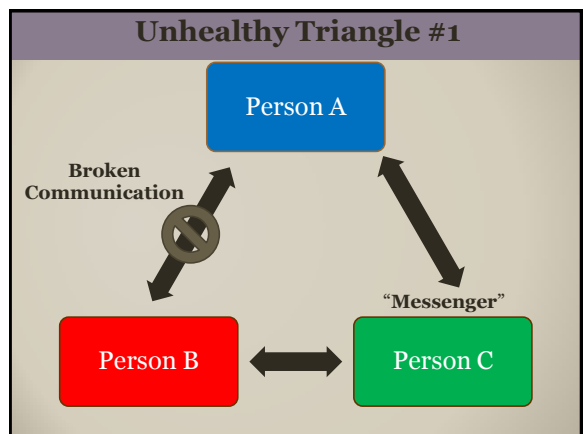 Unhealthy Triangle #1
Person A
Broken
Communication
“Messenger”
Person B
Person C